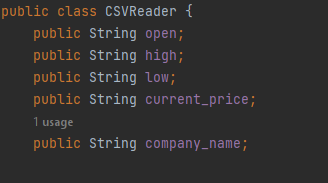 public class CSVReader {
public String open;
public String high;
public String low;
public String current_price;
1 usage
public String company_name;